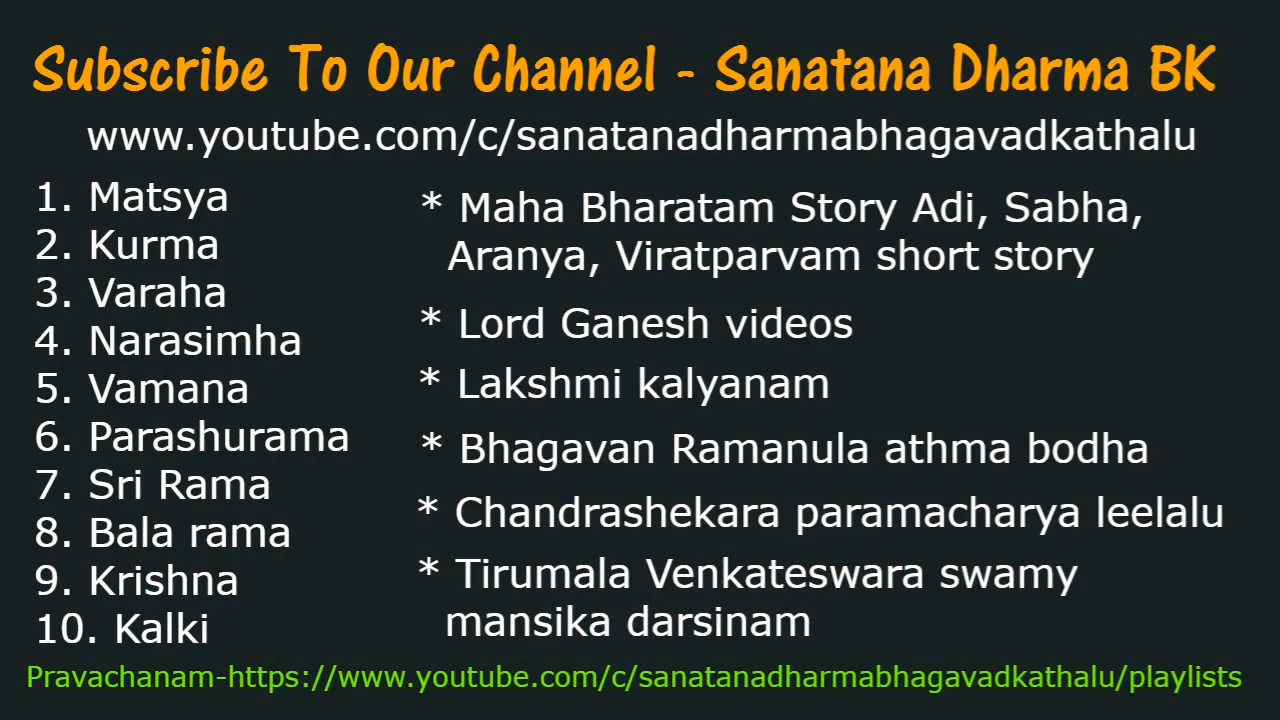 Subscribe To Our Channel - Sanatana Dharma BK
www.youtube.com/c/sanatanadharmabhagavadkathalu
1. Matsya
2. Kurma
3. Varaha
4. Narasimha
5. Vamana
6. Parashurama
7. Sri Rama
8. Bala rama
9. Krishna
10. Kalki
* Maha Bharatam Story Adi, Sabha,
Aranya, Viratparvam short story
* Lord Ganesh videos
* Lakshmi kalyanam
* Bhagavan Ramanula athma bodha
* Chandrashekara paramacharya leelalu
* Tirumala Venkateswara swamy
mansika darsinam
Pravachanam-https://www.youtube.com/c/sanatanadharmabhagavadkathalu/playlists